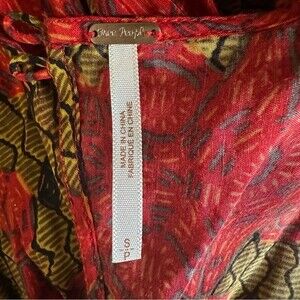 Free People
MADE IN CHINA
FABRIQUÉ EN CHINE
S-P